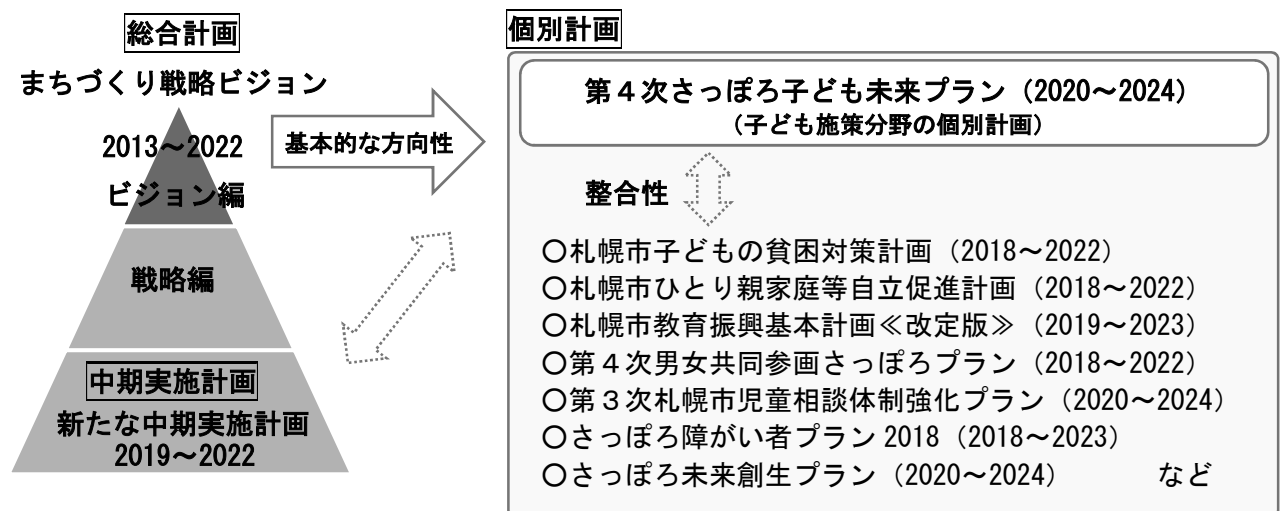 総合計画
まちづくり戦略ビジョン
2013～2022
ビジョン編
戦略編
中期実施計画
新たな中期実施計画
2019～2022
基本的な方向性
個別計画
第４次さっぽろ子ども未来プラン（2020～2024）
（子ども施策分野の個別計画）
整合性
〇札幌市子どもの貧困対策計画（2018～2022）
〇札幌市ひとり親家庭等自立促進計画（2018～2022）
〇札幌市教育振興基本計画≪改定版≫（2019～2023）
〇第４次男女共同参画さっぽろプラン（2018～2022）
〇第３次札幌市児童相談体制強化プラン（2020～2024）
〇さっぽろ障がい者プラン 2018（2018～2023）
〇さっぽろ未来創生プラン（2020～2024）　　　など